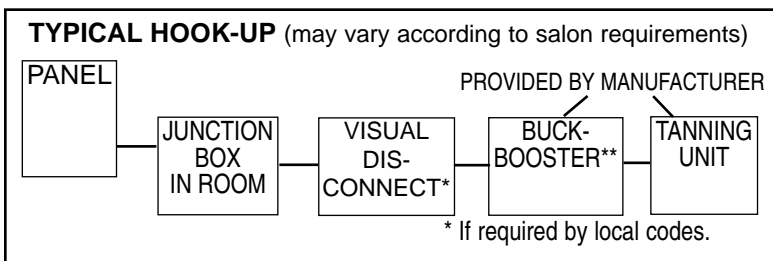 TYPICAL HOOK-UP (may vary according to salon requirements)
PANEL
PROVIDED BY MANUFACTURER
JUNCTION
BOX
IN ROOM
VISUAL
DIS-
CONNECT*
BUCK-
BOOSTER**
TANNING
UNIT
* If required by local codes.